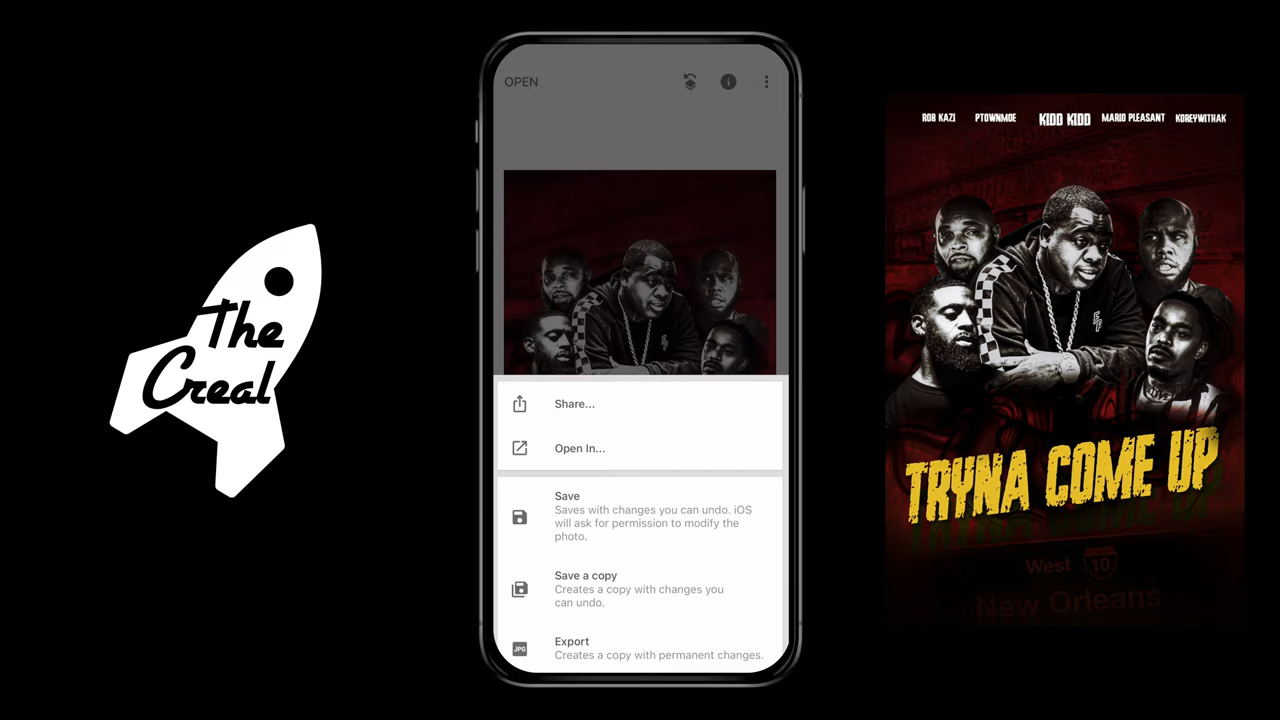 The
Creal
OPEN
Share...
Open In...
Save
Saves with changes you can undo. iOS
will ask for permission to modify the
photo.
Save a copy
Creates a copy with changes you
can undo.
JPG
Export
Creates a copy with permanent changes.
ROB KAZI PTOWNMOE KIDD KIDD MARIO PLEASANT KOREYWITHAK
TRYNA COME UP
West 10
New Orleans